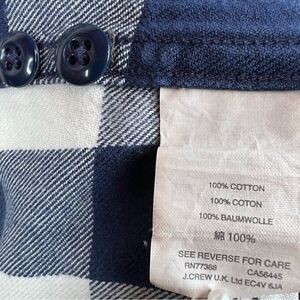 100% COTTON
100% COTON
100% BAUMWOLLE
綿 100%
SEE REVERSE FOR CARE
RN77388 CA56445
J.CREW U.K. Ltd EC4V 6JA